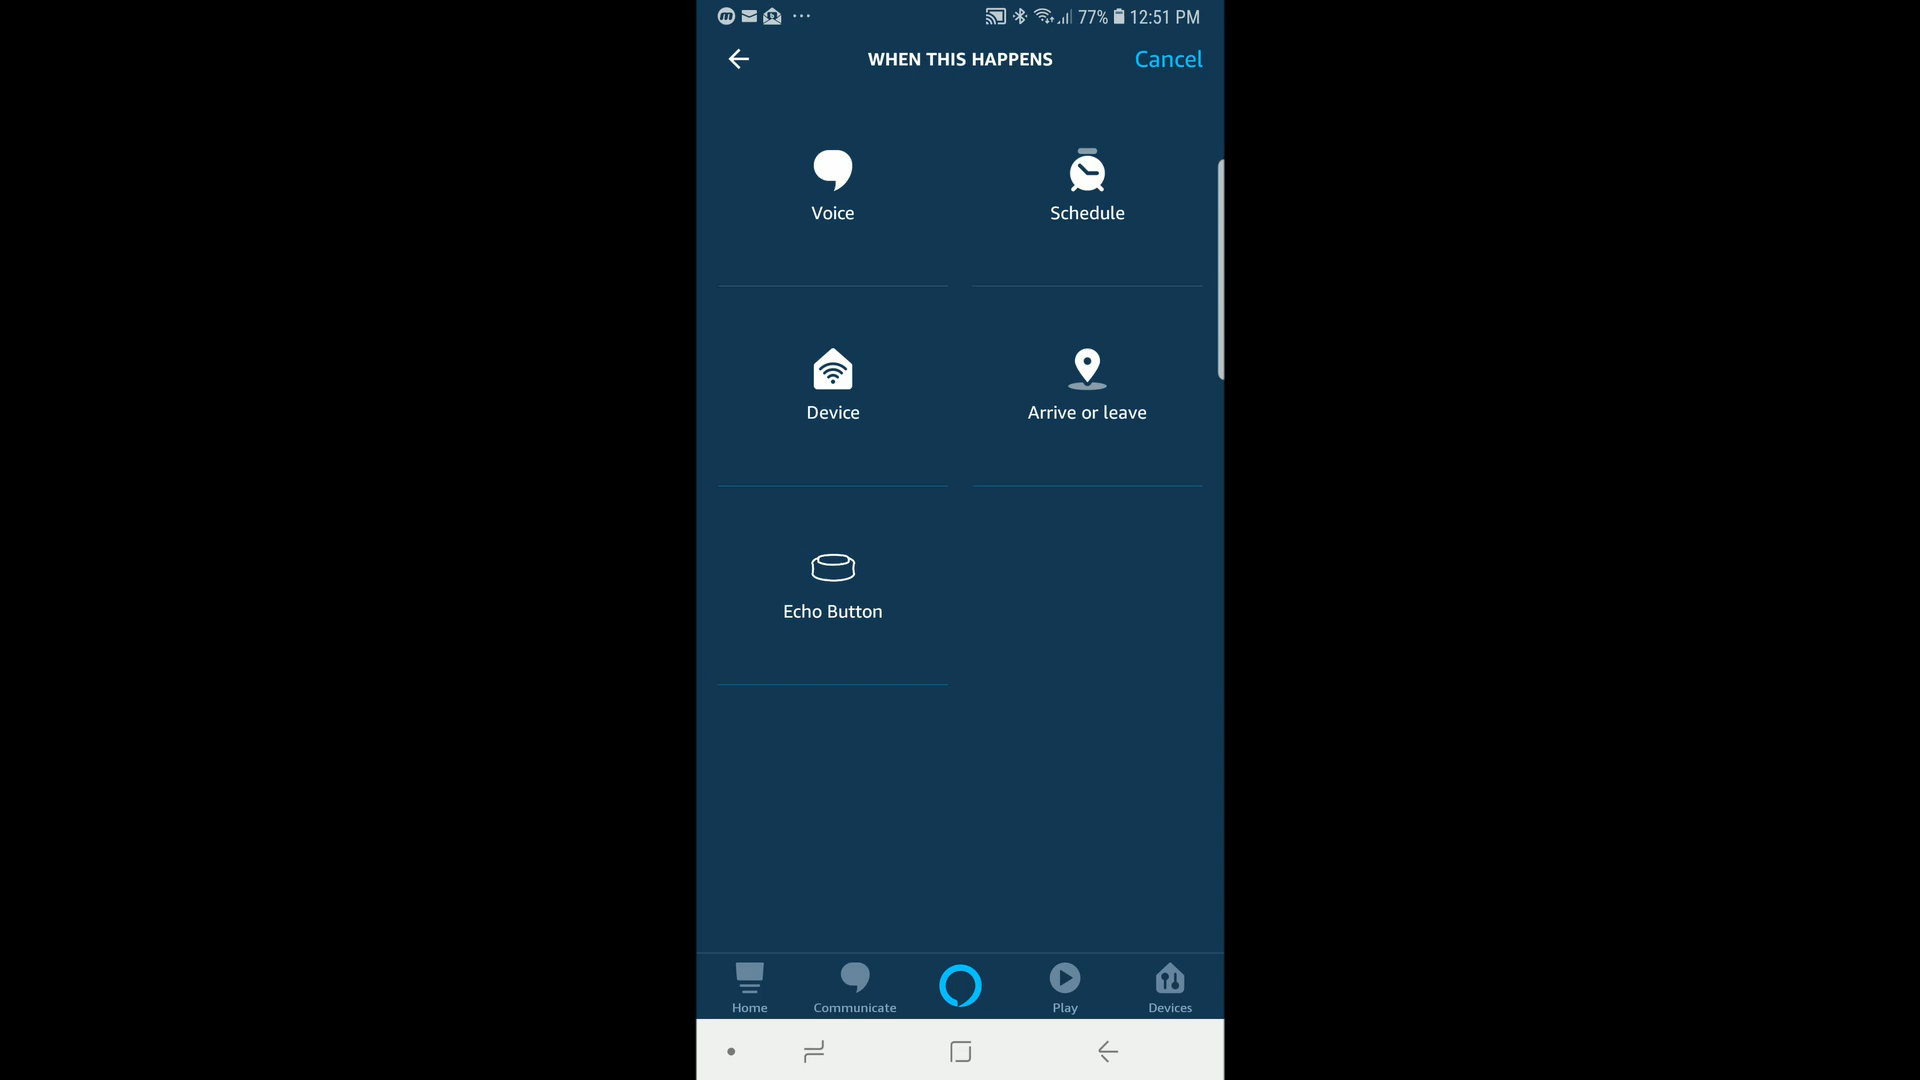 77% 12:51 PM
WHEN THIS HAPPENS Cancel
Voice Schedule
Device Arrive or leave
Echo Button
Home Communicate Play Devices